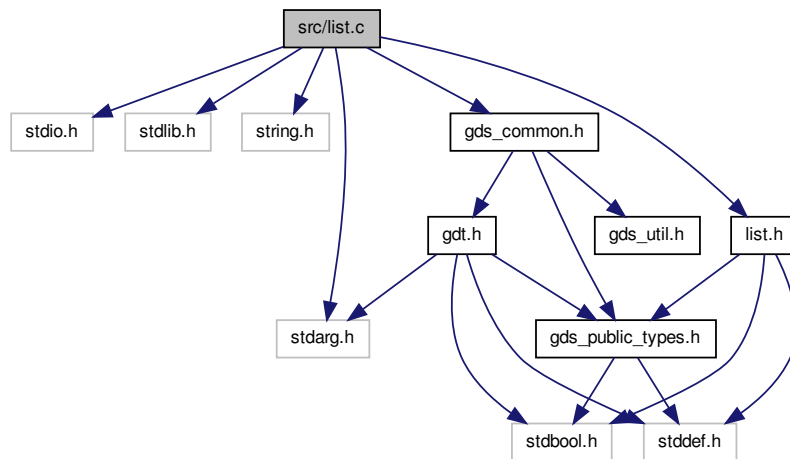 src/list.c
stdio.h
stdlib.h
string.h
gds_common.h
gdt.h
gds_util.h
list.h
stdarg.h
gds_public_types.h
stdbool.h
stddef.h